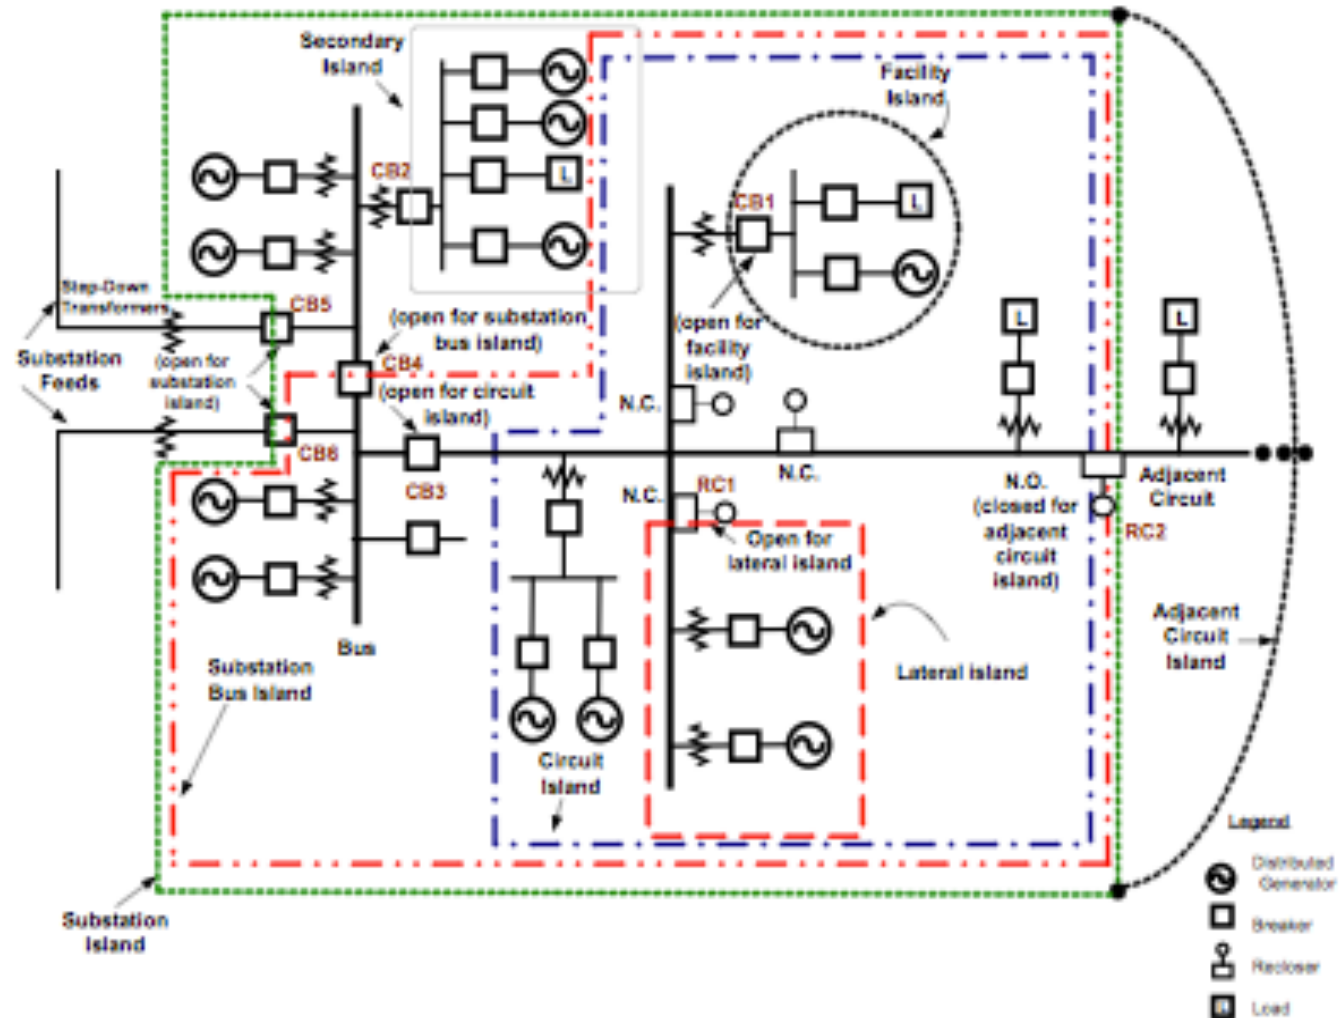 Secondary
Island
Facility
Island
CB2
CB1
L
L
Step-Down
Transformers
CB5
(open for substation
bus island)
(open for
facility
island)
L
L
Substation
Feeds
(open for
substation
island)
CB4
(open for circuit
island)
N.C.
CB6
CB3
N.C.
RC1
N.C.
N.O.
(closed for
adjacent
circuit
island)
Adjacent
Circuit
RC2
Open for
lateral island
Bus
Substation
Bus Island
Lateral island
Adjacent
Circuit
Island
Circuit
Island
Substation
Island
Legend
Distributed
Generator
Breaker
Recloser
L
Load